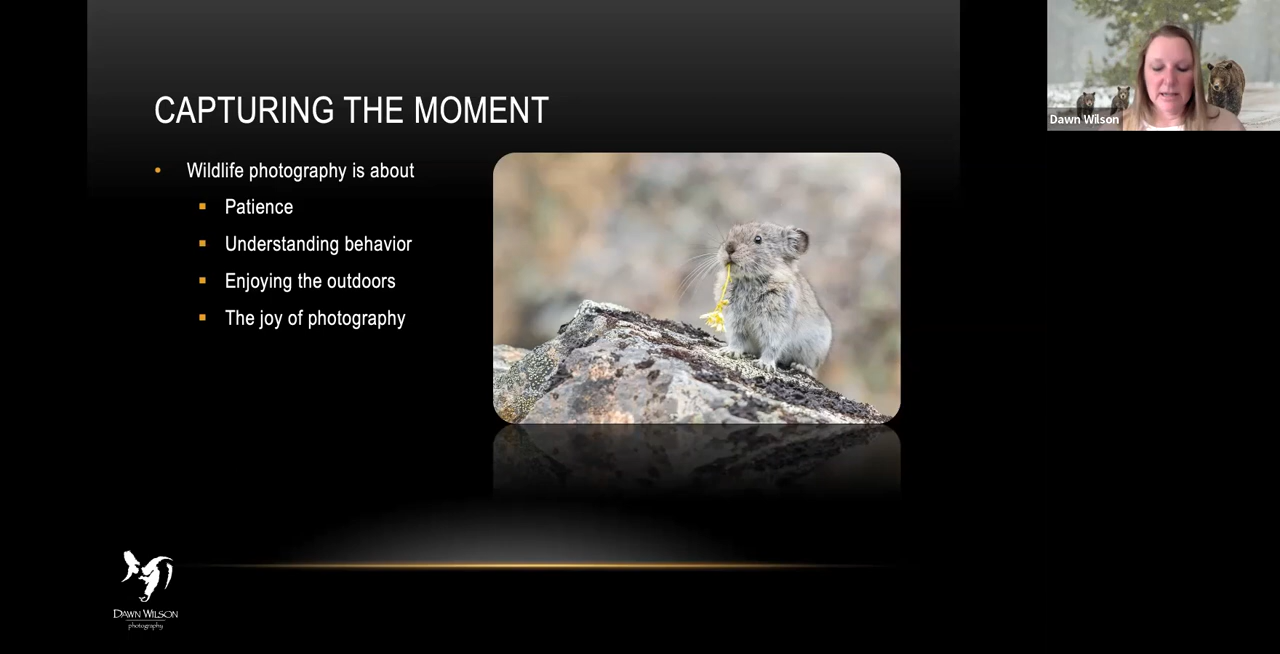 CAPTURING THE MOMENT
Wildlife photography is about
Patience
Understanding behavior
Enjoying the outdoors
The joy of photography
Dawn Wilson
DAWN WILSON
photography